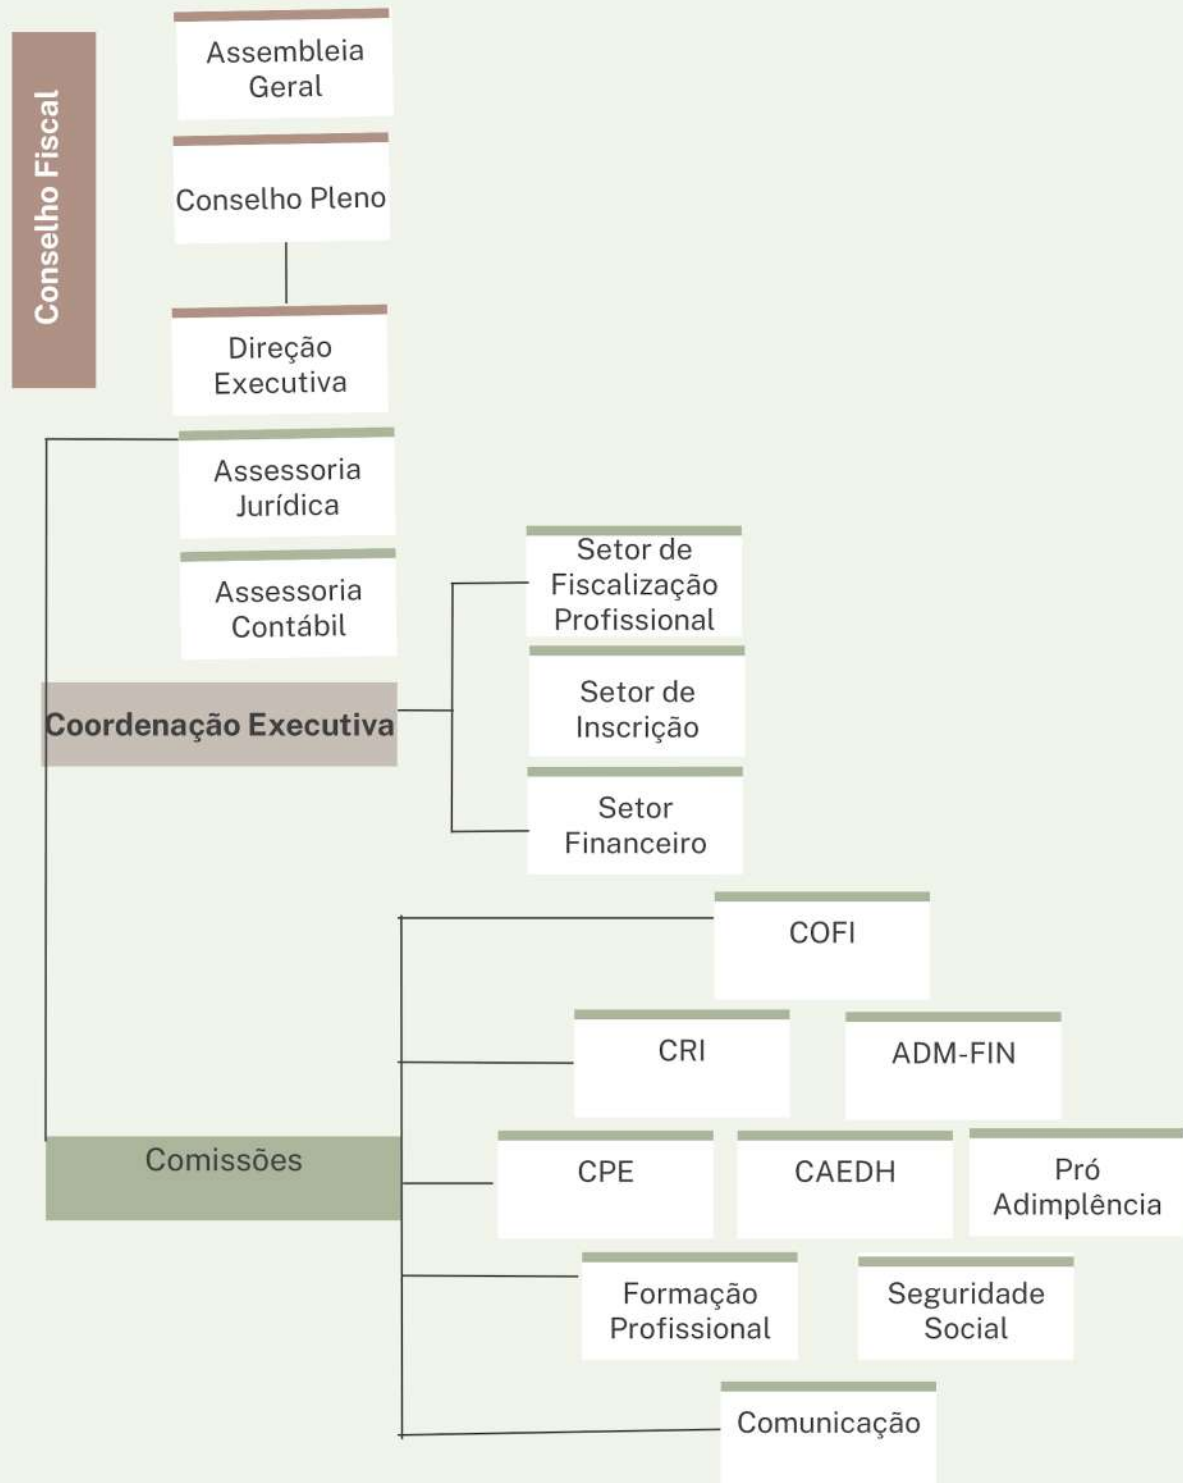 Conselho Fiscal
Assembleia
Geral
Conselho Pleno
Direção
Executiva
Assessoria
Jurídica
Assessoria
Contábil
Coordenação Executiva
Setor de
Fiscalização
Profissional
Setor de
Inscrição
Setor
Financeiro
Comissões
COFI
CRI
ADM-FIN
CPE
CAEDH
Pró
Adimplência
Formação
Profissional
Seguridade
Social
Comunicação